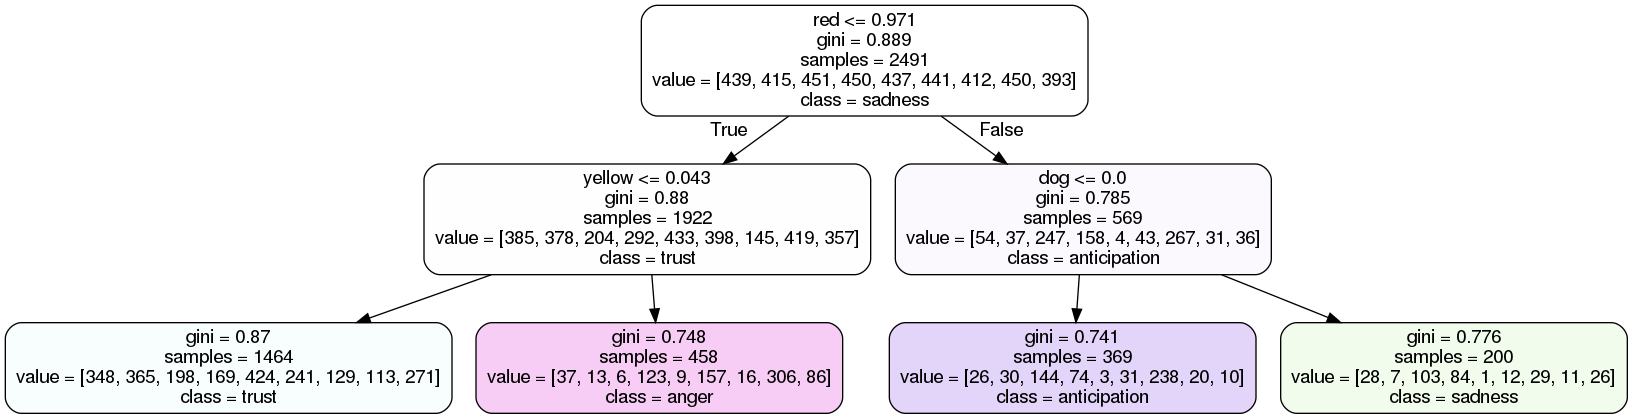 red <= 0.971
gini = 0.889
samples = 2491
value = [439, 415, 451, 450, 437, 441, 412, 450, 393]
class = sadness
True
False
yellow <= 0.043
gini = 0.88
samples = 1922
value = [385, 378, 204, 292, 433, 398, 145, 419, 357]
class = trust
dog <= 0.0
gini = 0.785
samples = 569
value = [54, 37, 247, 158, 4, 43, 267, 31, 36]
class = anticipation
gini = 0.87
samples = 1464
value = [348, 365, 198, 169, 424, 241, 129, 113, 271]
class = trust
gini = 0.748
samples = 458
value = [37, 13, 6, 123, 9, 157, 16, 306, 86]
class = anger
gini = 0.741
samples = 369
value = [26, 30, 144, 74, 3, 31, 238, 20, 10]
class = anticipation
gini = 0.776
samples = 200
value = [28, 7, 103, 84, 1, 12, 29, 11, 26]
class = sadness